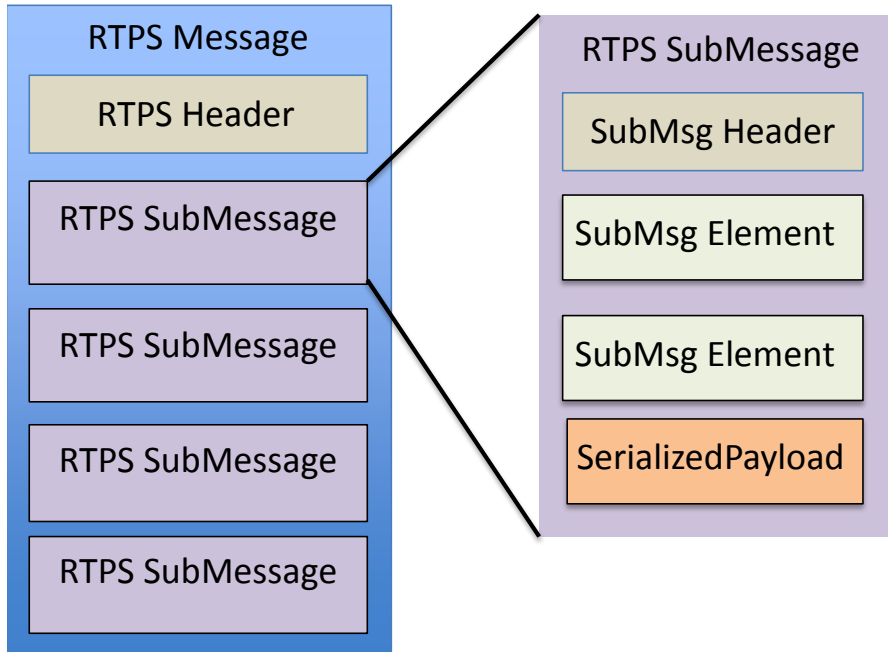 RTPS Message
RTPS Header
RTPS SubMessage
RTPS SubMessage
RTPS SubMessage
RTPS SubMessage
RTPS SubMessage
SubMsg Header
SubMsg Element
SubMsg Element
SerializedPayload